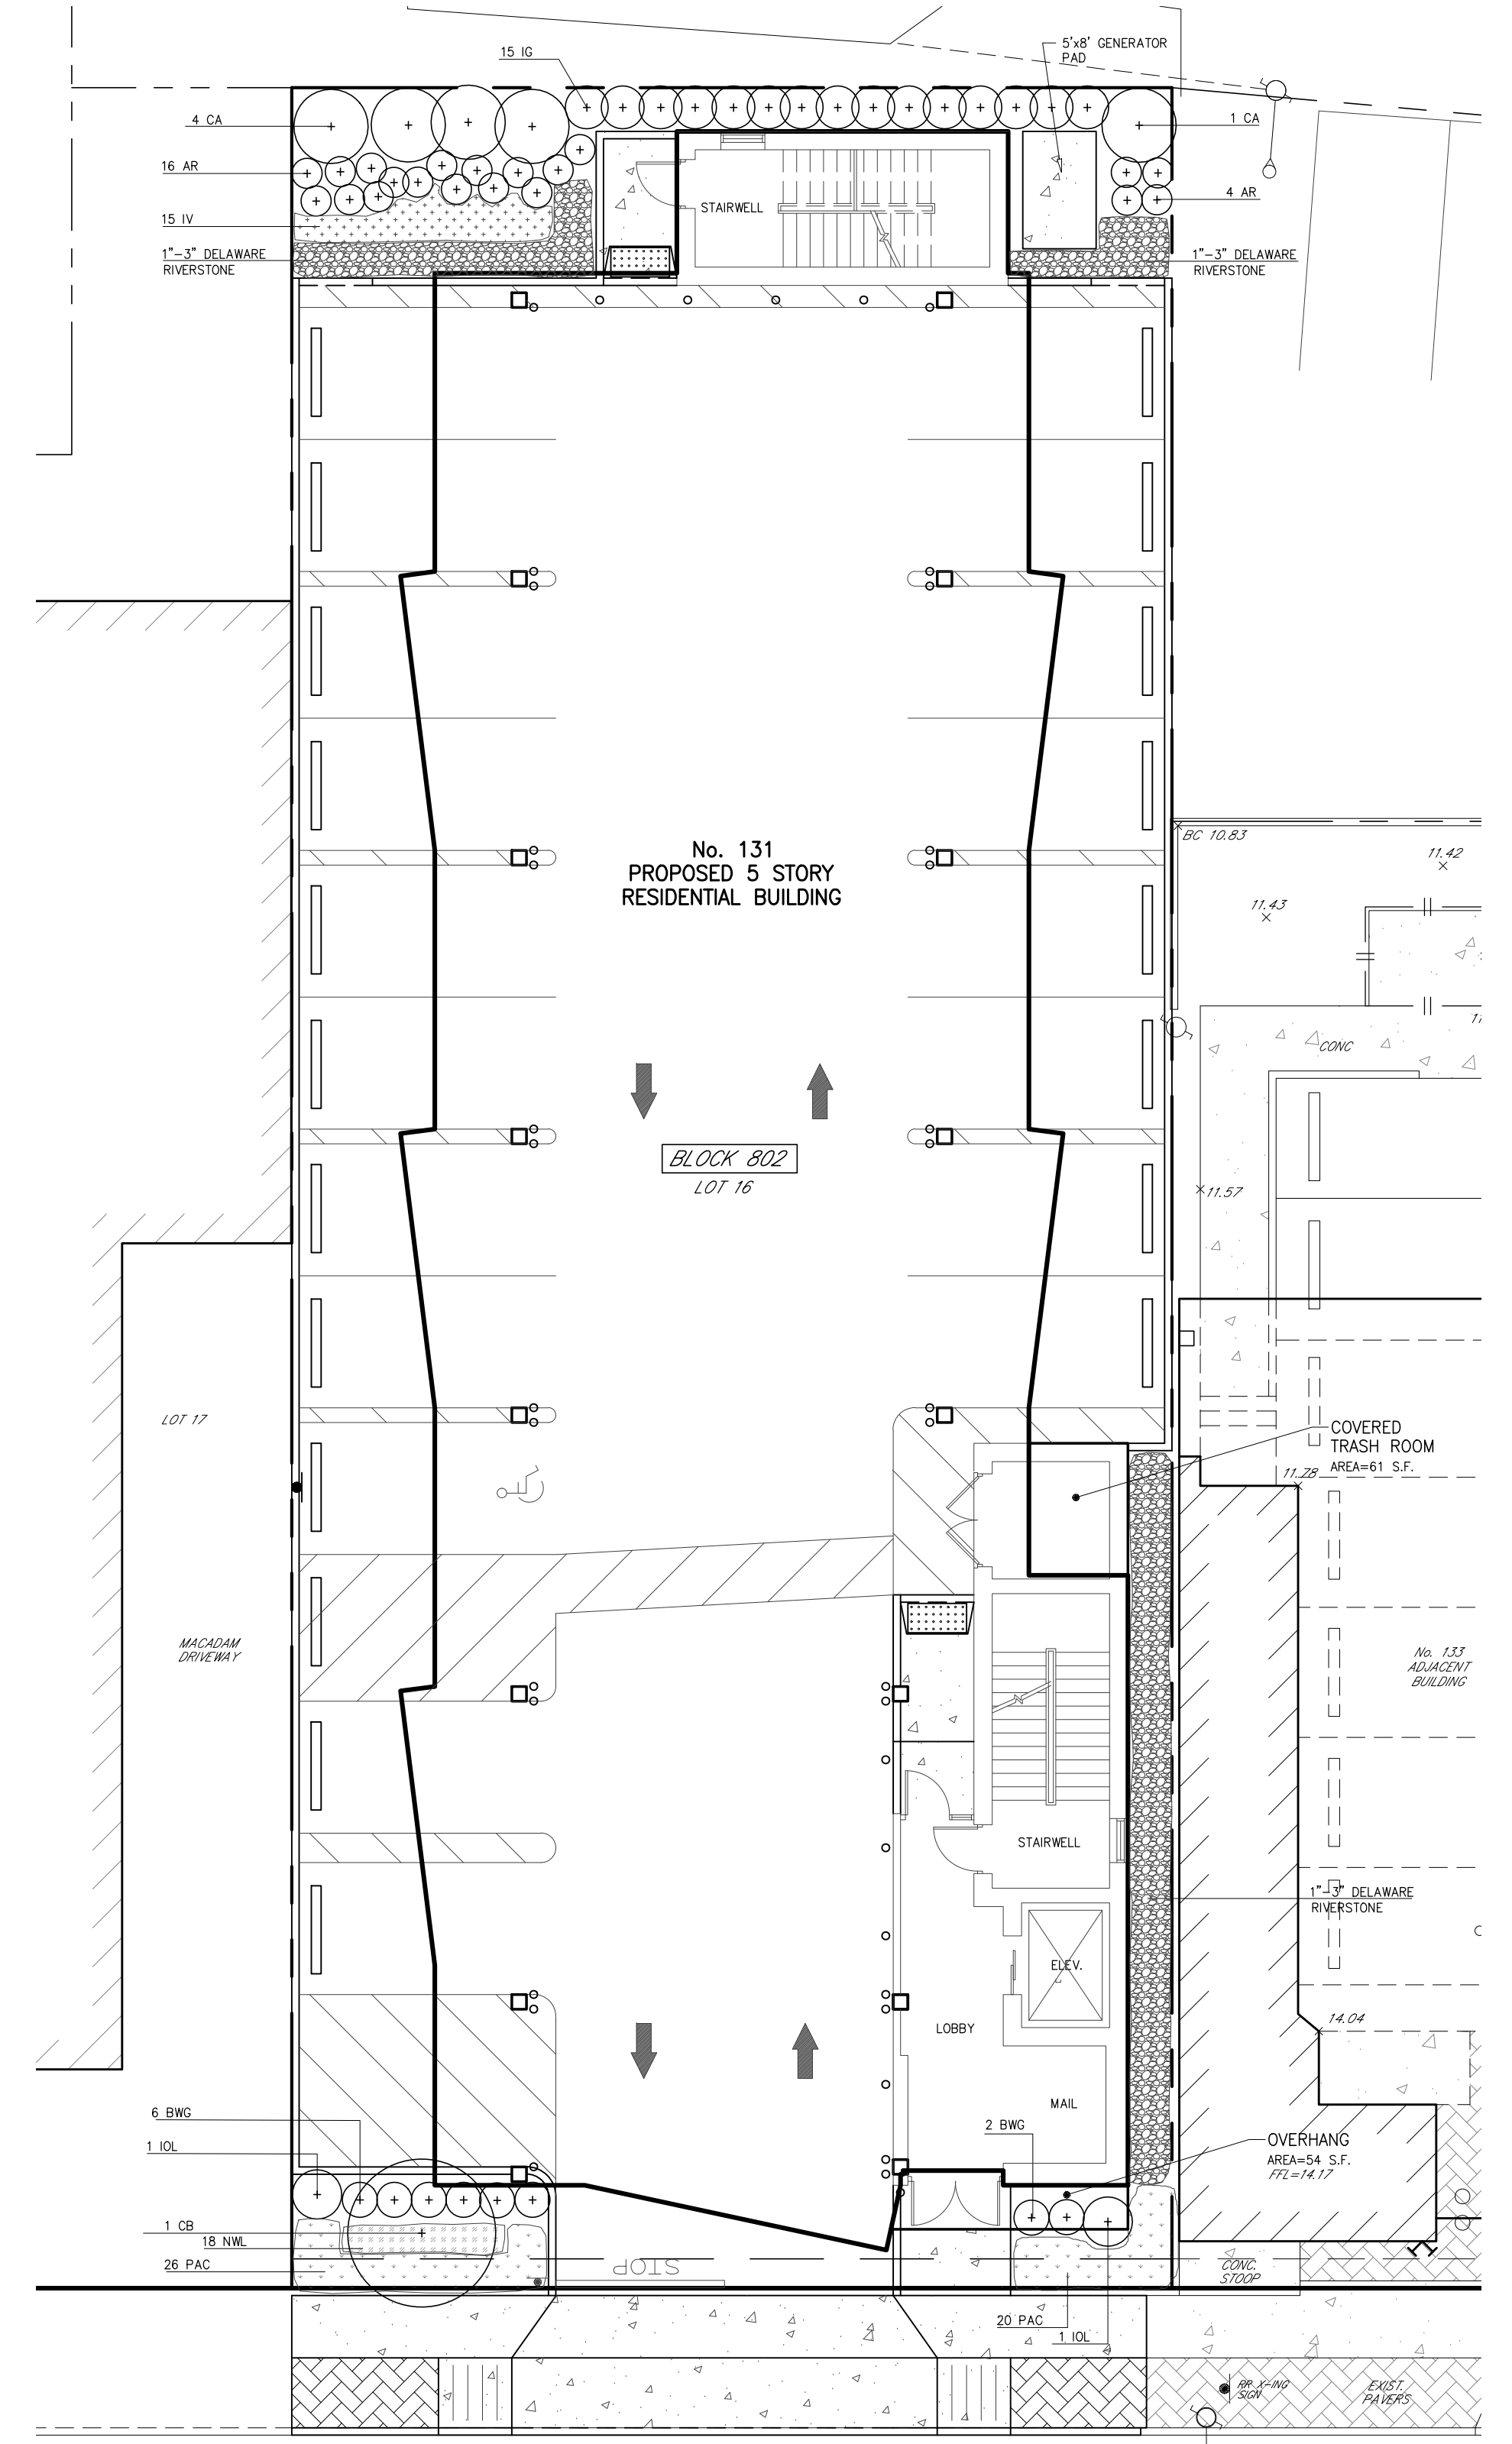 5'x8' GENERATOR
PAD
15 IG
4 CA
1 CA
16 AR
4 AR
STAIRWELL
15 IV
1"-3" DELAWARE
RIVERSTONE
1"-3" DELAWARE
RIVERSTONE
No. 131
PROPOSED 5 STORY
RESIDENTIAL BUILDING
BC 10.83
11.42
11.43
CONC
BLOCK 802
LOT 16
11.57
LOT 17
COVERED
TRASH ROOM
AREA=61 S.F.
11.78
MACADAM
DRIVEWAY
No. 133
ADJACENT
BUILDING
STAIRWELL
1"-3" DELAWARE
RIVERSTONE
ELEV.
14.04
LOBBY
MAIL
6 BWG
2 BWG
1 IOL
OVERHANG
AREA=54 S.F.
FFL=14.17
1 CB
18 NWL
26 PAC
STOP
CONC.
STOOP
20 PAC
1 IOL
RR X-ING
SIGN
EXIST.
PAVERS